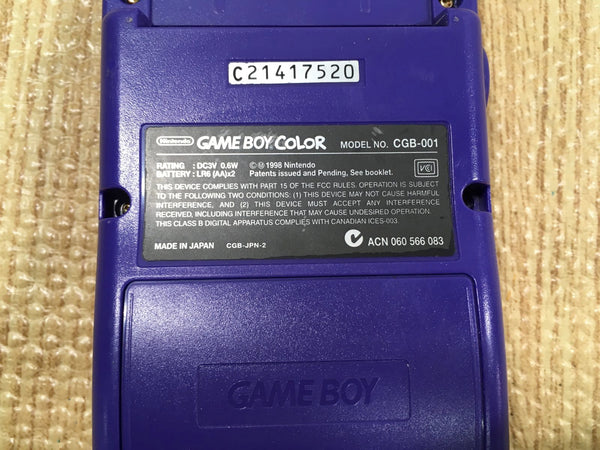 C21417520
Nintendo GAME BOY COLOR MODEL NO. CGB-001
RATING : DC3V 0.6W ©Ⓜ 1998 Nintendo
BATTERY : LR6 (AA)x2 Patents issued and Pending, See booklet. VCI
THIS DEVICE COMPLIES WITH PART 15 OF THE FCC RULES. OPERATION IS SUBJECT
TO THE FOLLOWING TWO CONDITIONS: (1) THIS DEVICE MAY NOT CAUSE HARMFUL
INTERFERENCE, AND (2) THIS DEVICE MUST ACCEPT ANY INTERFERENCE
RECEIVED, INCLUDING INTERFERENCE THAT MAY CAUSE UNDESIRED OPERATION.
THIS CLASS B DIGITAL APPARATUS COMPLIES WITH CANADIAN ICES-003.
MADE IN JAPAN CGB-JPN-2 ACN 060 566 083
GAME BOY